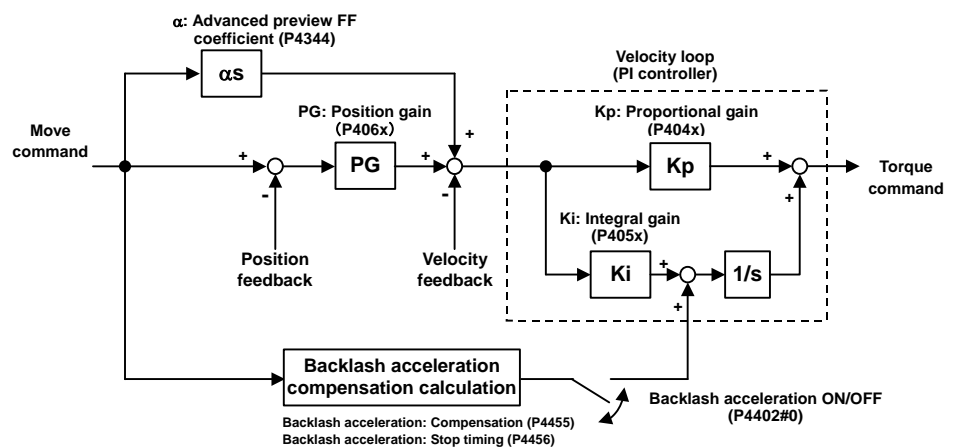 α: Advanced preview FF
coefficient (P4344)
αs
Velocity loop
(PI controller)
PG: Position gain
(P406x)
Kp: Proportional gain
(P404x)
Move
command
+
-
PG
+
+
-
Kp
+
+
Torque
command
Ki: Integral gain
(P405x)
Position
feedback
Velocity
feedback
Ki
+
+
1/s
Backlash acceleration
compensation calculation
Backlash acceleration ON/OFF
(P4402#0)
Backlash acceleration: Compensation (P4455)
Backlash acceleration: Stop timing (P4456)